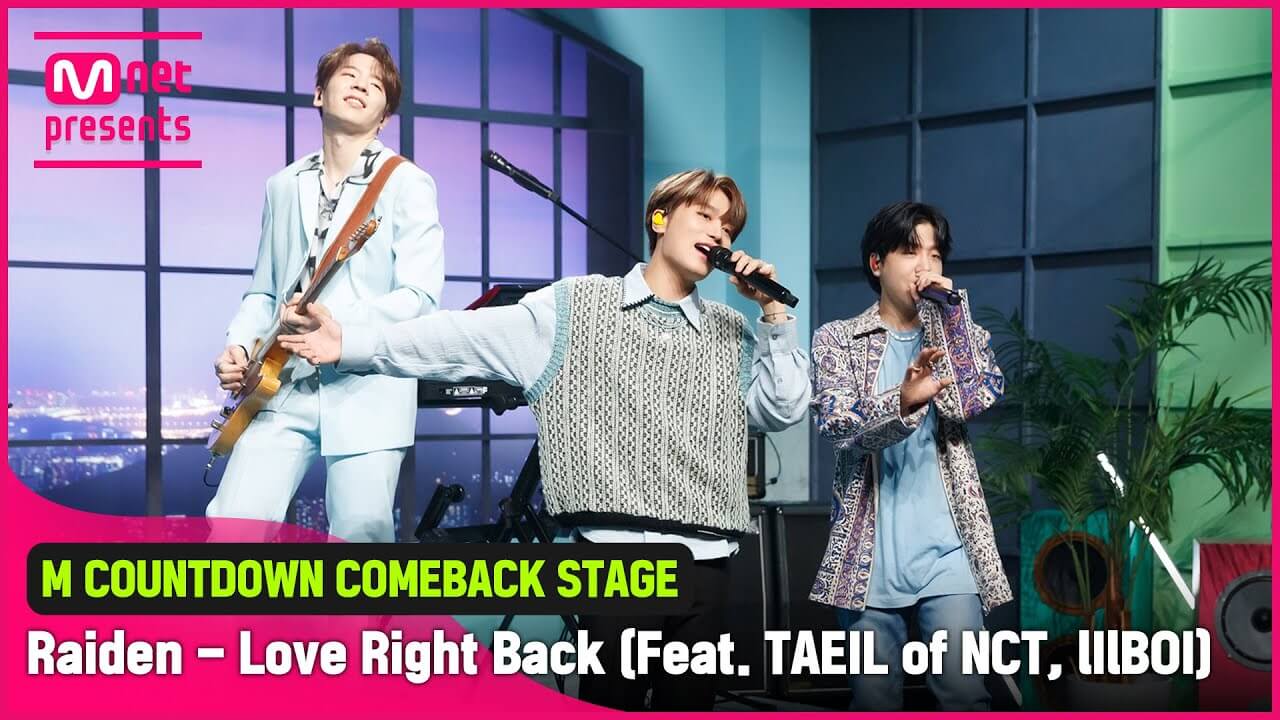 Mnet
presents
M COUNTDOWN COMEBACK STAGE
Raiden – Love Right Back (Feat. TAEIL of NCT, lIlBOI)